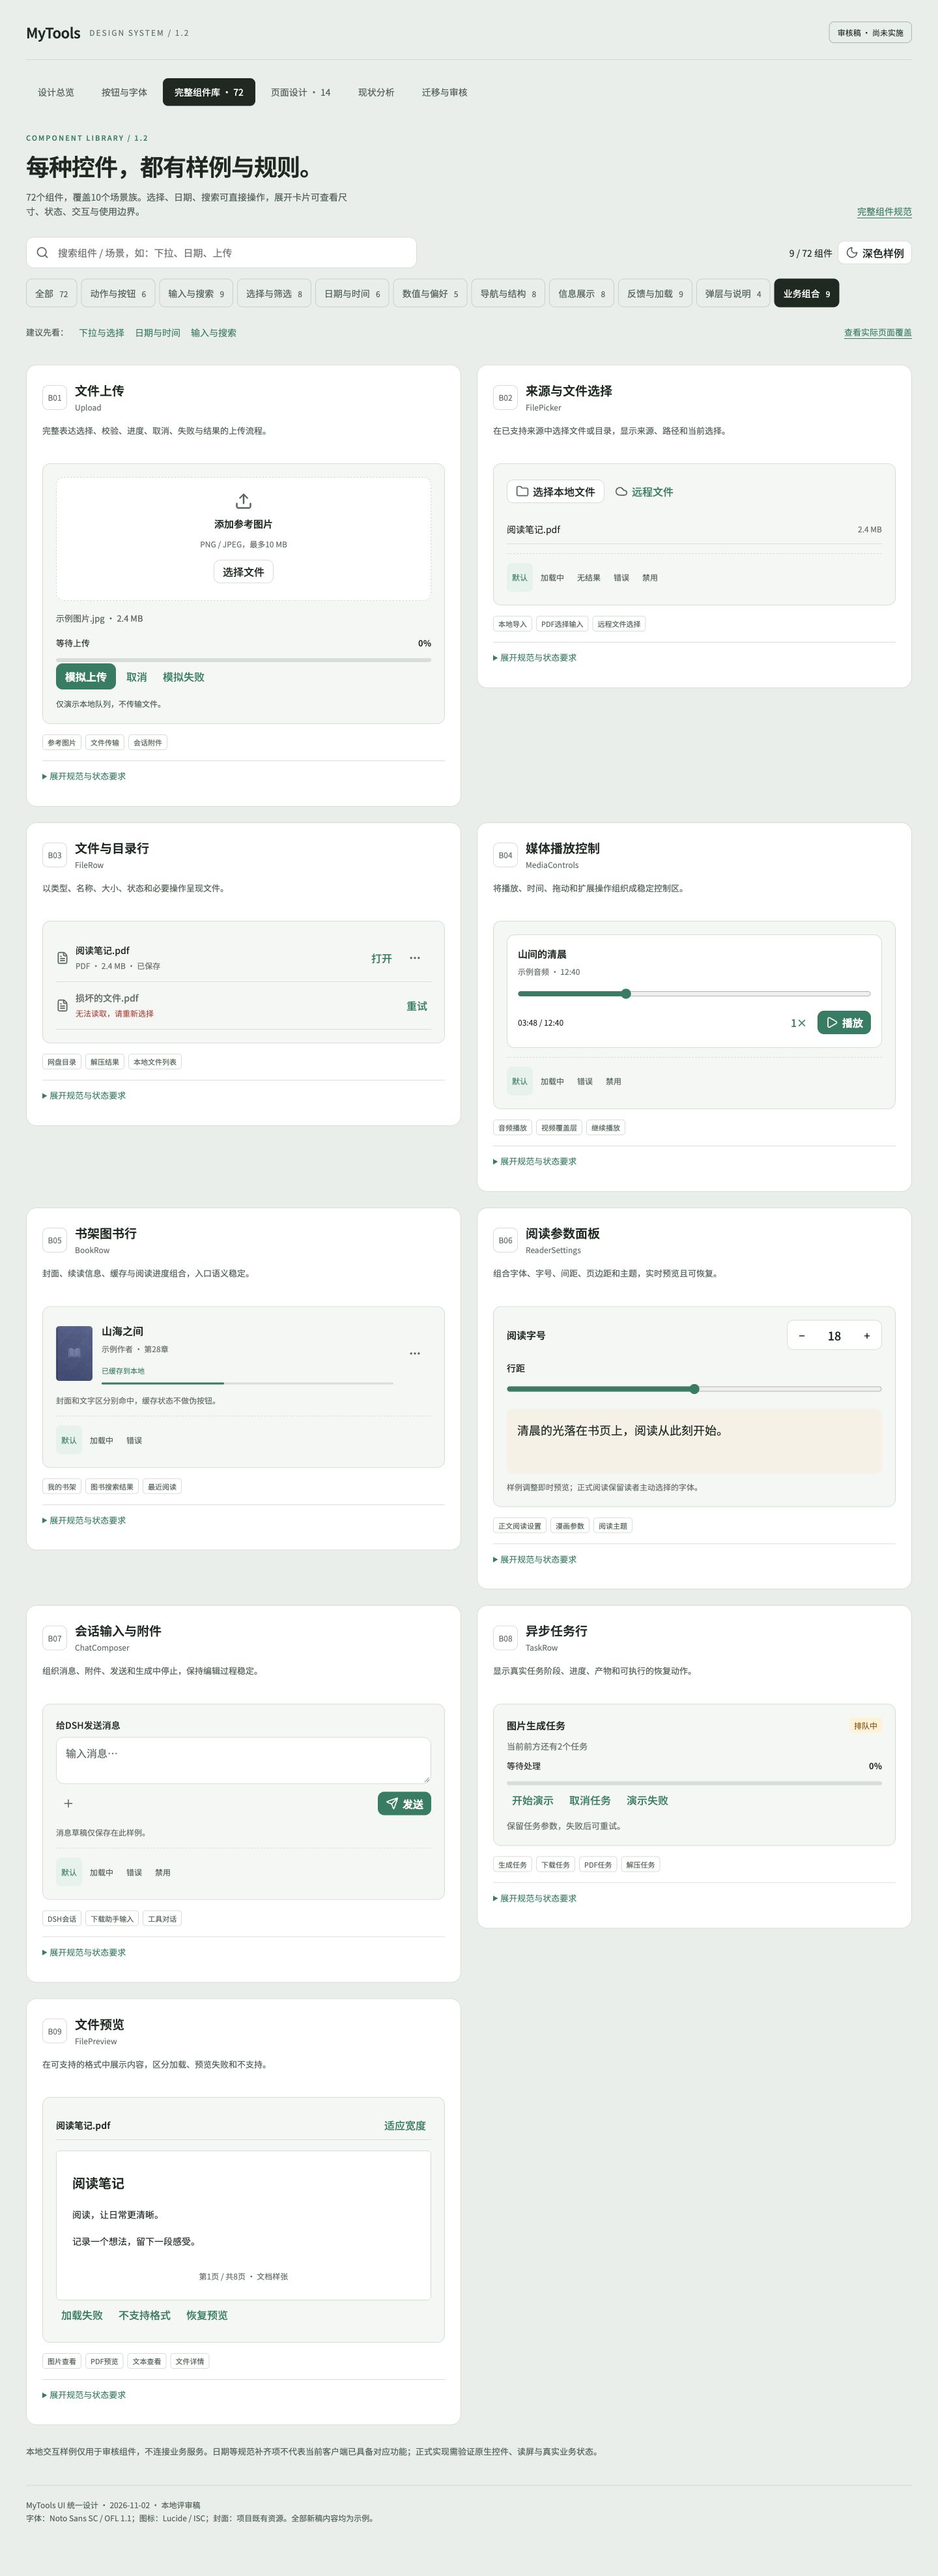 MyTools DESIGN SYSTEM / 1.2
审核稿 · 尚未实施
设计总览 按钮与字体 完整组件库 · 72 页面设计 · 14 现状分析 迁移与审核
COMPONENT LIBRARY / 1.2
每种控件，都有样例与规则。
72个组件，覆盖10个场景族。选择、日期、搜索可直接操作，展开卡片可查看尺
寸、状态、交互与使用边界。
完整组件规范
搜索组件 / 场景，如：下拉、日期、上传
9 / 72 组件 深色样例
全部 72 动作与按钮 6 输入与搜索 9 选择与筛选 8 日期与时间 6 数值与偏好 5 导航与结构 8 信息展示 8 反馈与加载 9 弹层与说明 4 业务组合 9
建议先看： 下拉与选择 日期与时间 输入与搜索
查看实际页面覆盖
B01 文件上传
Upload
完整表达选择、校验、进度、取消、失败与结果的上传流程。
添加参考图片
PNG / JPEG，最多10 MB
选择文件
示例图片.jpg · 2.4 MB
等待上传 0%
模拟上传 取消 模拟失败
仅演示本地队列，不传输文件。
参考图片 文件传输 会话附件
展开规范与状态要求
B02 来源与文件选择
FilePicker
在已支持来源中选择文件或目录，显示来源、路径和当前选择。
选择本地文件 远程文件
阅读笔记.pdf 2.4 MB
默认 加载中 无结果 错误 禁用
本地导入 PDF选择输入 远程文件选择
展开规范与状态要求
B03 文件与目录行
FileRow
以类型、名称、大小、状态和必要操作呈现文件。
阅读笔记.pdf
PDF · 2.4 MB · 已保存
打开
损坏的文件.pdf
无法读取，请重新选择
重试
网盘目录 解压结果 本地文件列表
展开规范与状态要求
B04 媒体播放控制
MediaControls
将播放、时间、拖动和扩展操作组织成稳定控制区。
山间的清晨
示例音频 · 12:40
03:48 / 12:40 1× 播放
默认 加载中 错误 禁用
音频播放 视频覆盖层 继续播放
展开规范与状态要求
B05 书架图书行
BookRow
封面、续读信息、缓存与阅读进度组合，入口语义稳定。
山海之间
示例作者 · 第28章
已缓存到本地
封面和文字区分别命中，缓存状态不做伪按钮。
默认 加载中 错误
我的书架 图书搜索结果 最近阅读
展开规范与状态要求
B06 阅读参数面板
ReaderSettings
组合字体、字号、间距、页边距和主题，实时预览且可恢复。
阅读字号 − 18 +
行距
清晨的光落在书页上，阅读从此刻开始。
样例调整即时预览；正式阅读保留读者主动选择的字体。
正文阅读设置 漫画参数 阅读主题
展开规范与状态要求
B07 会话输入与附件
ChatComposer
组织消息、附件、发送和生成中停止，保持编辑过程稳定。
给DSH发送消息
输入消息…
+ 发送
消息草稿仅保存在此样例。
默认 加载中 错误 禁用
DSH会话 下载助手输入 工具对话
展开规范与状态要求
B08 异步任务行
TaskRow
显示真实任务阶段、进度、产物和可执行的恢复动作。
图片生成任务 排队中
当前前方还有2个任务
等待处理 0%
开始演示 取消任务 演示失败
保留任务参数，失败后可重试。
生成任务 下载任务 PDF任务 解压任务
展开规范与状态要求
B09 文件预览
FilePreview
在可支持的格式中展示内容，区分加载、预览失败和不支持。
阅读笔记.pdf 适应宽度
阅读笔记
阅读，让日常更清晰。
记录一个想法，留下一段感受。
第1页 / 共8页 · 文档样张
加载失败 不支持格式 恢复预览
图片查看 PDF预览 文本查看 文件详情
展开规范与状态要求
本地交互样例仅用于审核组件，不连接业务服务。日期等规范补齐项不代表当前客户端已具备对应功能；正式实现需验证原生控件、读屏与真实业务状态。
MyTools UI 统一设计 · 2026-11-02 · 本地评审稿
字体：Noto Sans SC / OFL 1.1；图标：Lucide / ISC；封面：项目既有资源。全部新稿内容均为示例。